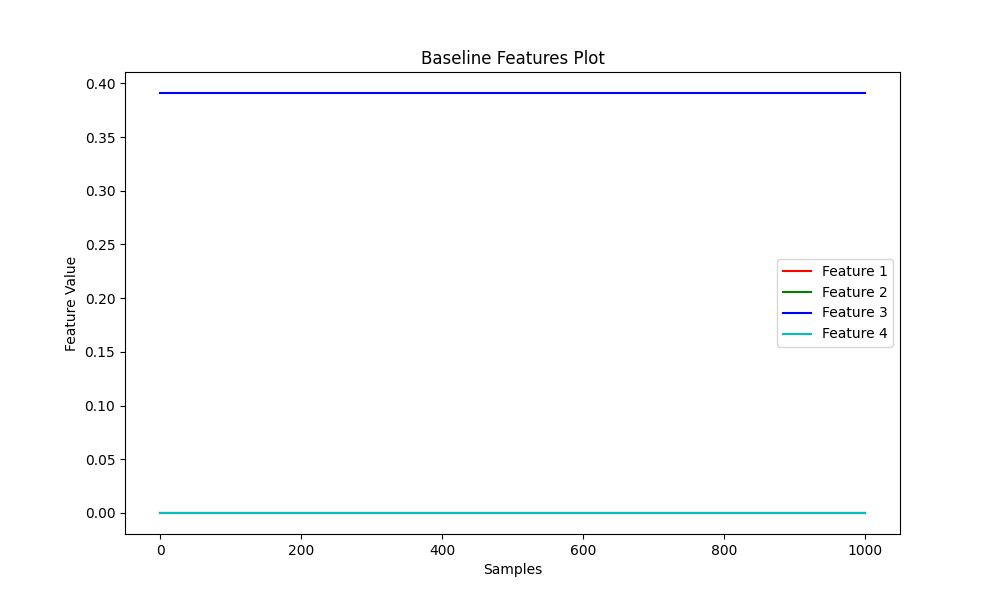 Baseline Features Plot
0.40
0.35
0.30
0.25
0.20
0.15
0.10
0.05
0.00
Feature Value
Feature 1
Feature 2
Feature 3
Feature 4
0 200 400 600 800 1000
Samples